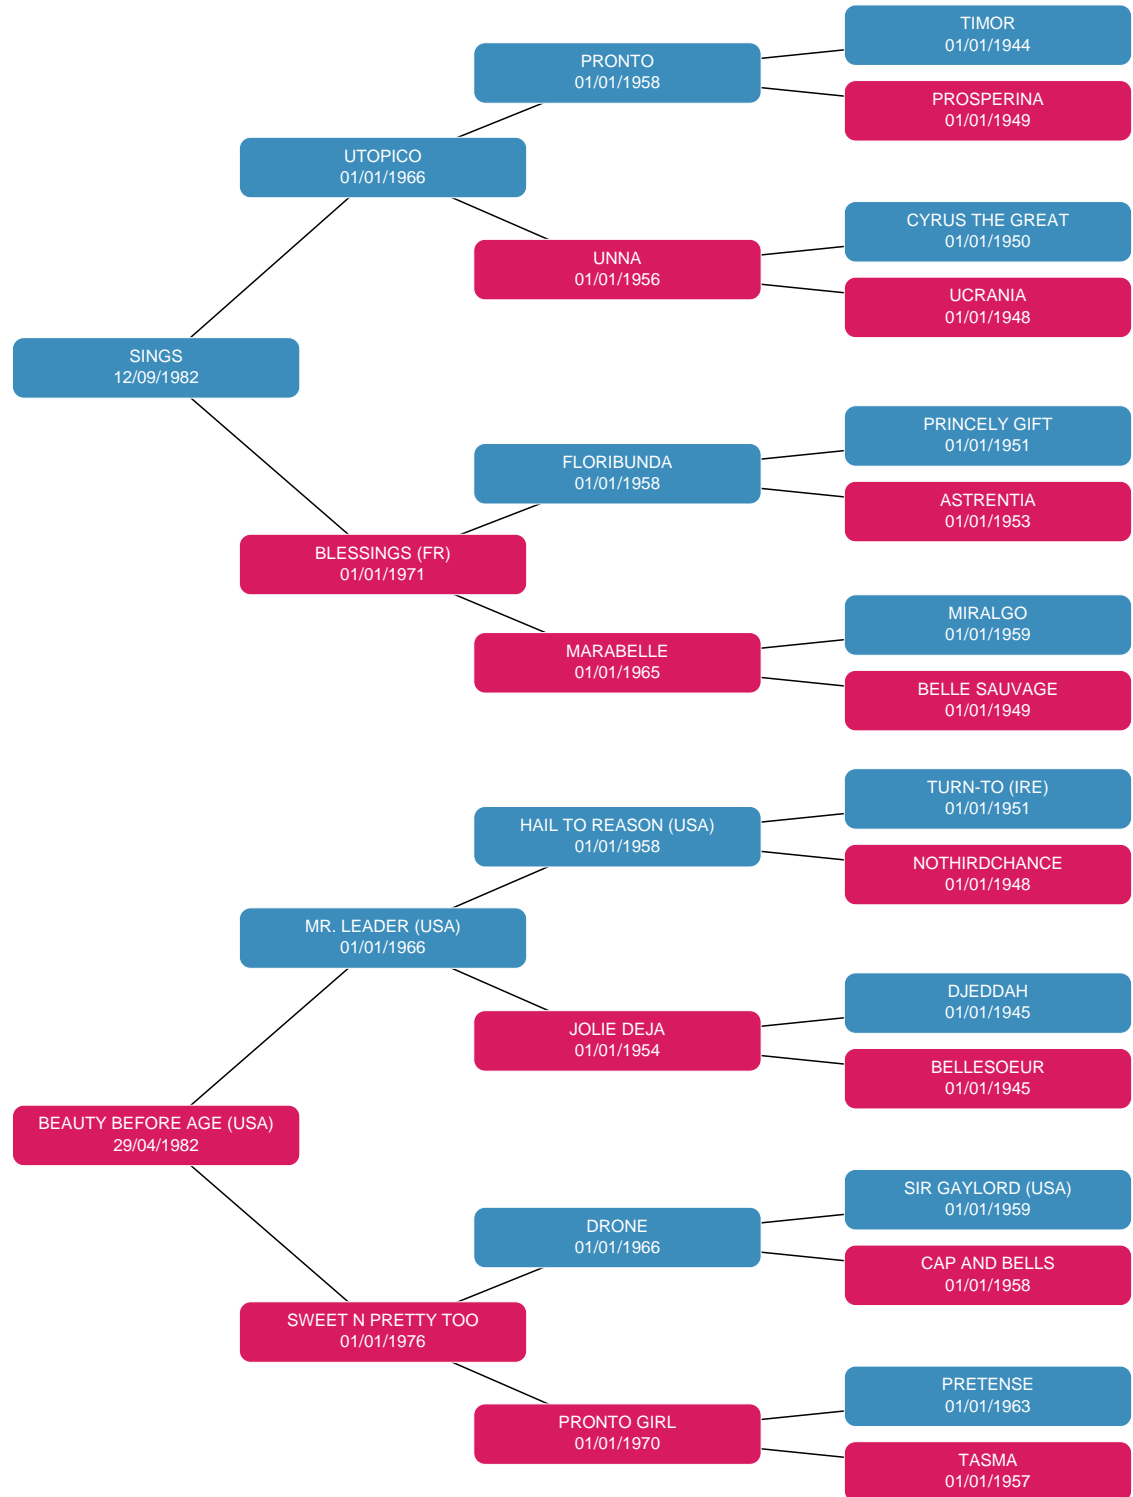 TIMOR
01/01/1944
PRONTO
01/01/1958
PROSPERINA
01/01/1949
UTOPICO
01/01/1966
CYRUS THE GREAT
01/01/1950
UNNA
01/01/1956
UCRANIA
01/01/1948
SINGS
12/09/1982
PRINCELY GIFT
01/01/1951
FLORIBUNDA
01/01/1958
ASTRENTIA
01/01/1953
BLESSINGS (FR)
01/01/1971
MIRALGO
01/01/1959
MARABELLE
01/01/1965
BELLE SAUVAGE
01/01/1949
TURN-TO (IRE)
01/01/1951
HAIL TO REASON (USA)
01/01/1958
NOTHIRDCHANCE
01/01/1948
MR. LEADER (USA)
01/01/1966
DJEDDAH
01/01/1945
JOLIE DEJA
01/01/1954
BELLESOEUR
01/01/1945
BEAUTY BEFORE AGE (USA)
29/04/1982
SIR GAYLORD (USA)
01/01/1959
DRONE
01/01/1966
CAP AND BELLS
01/01/1958
SWEET N PRETTY TOO
01/01/1976
PRETENSE
01/01/1963
PRONTO GIRL
01/01/1970
TASMA
01/01/1957